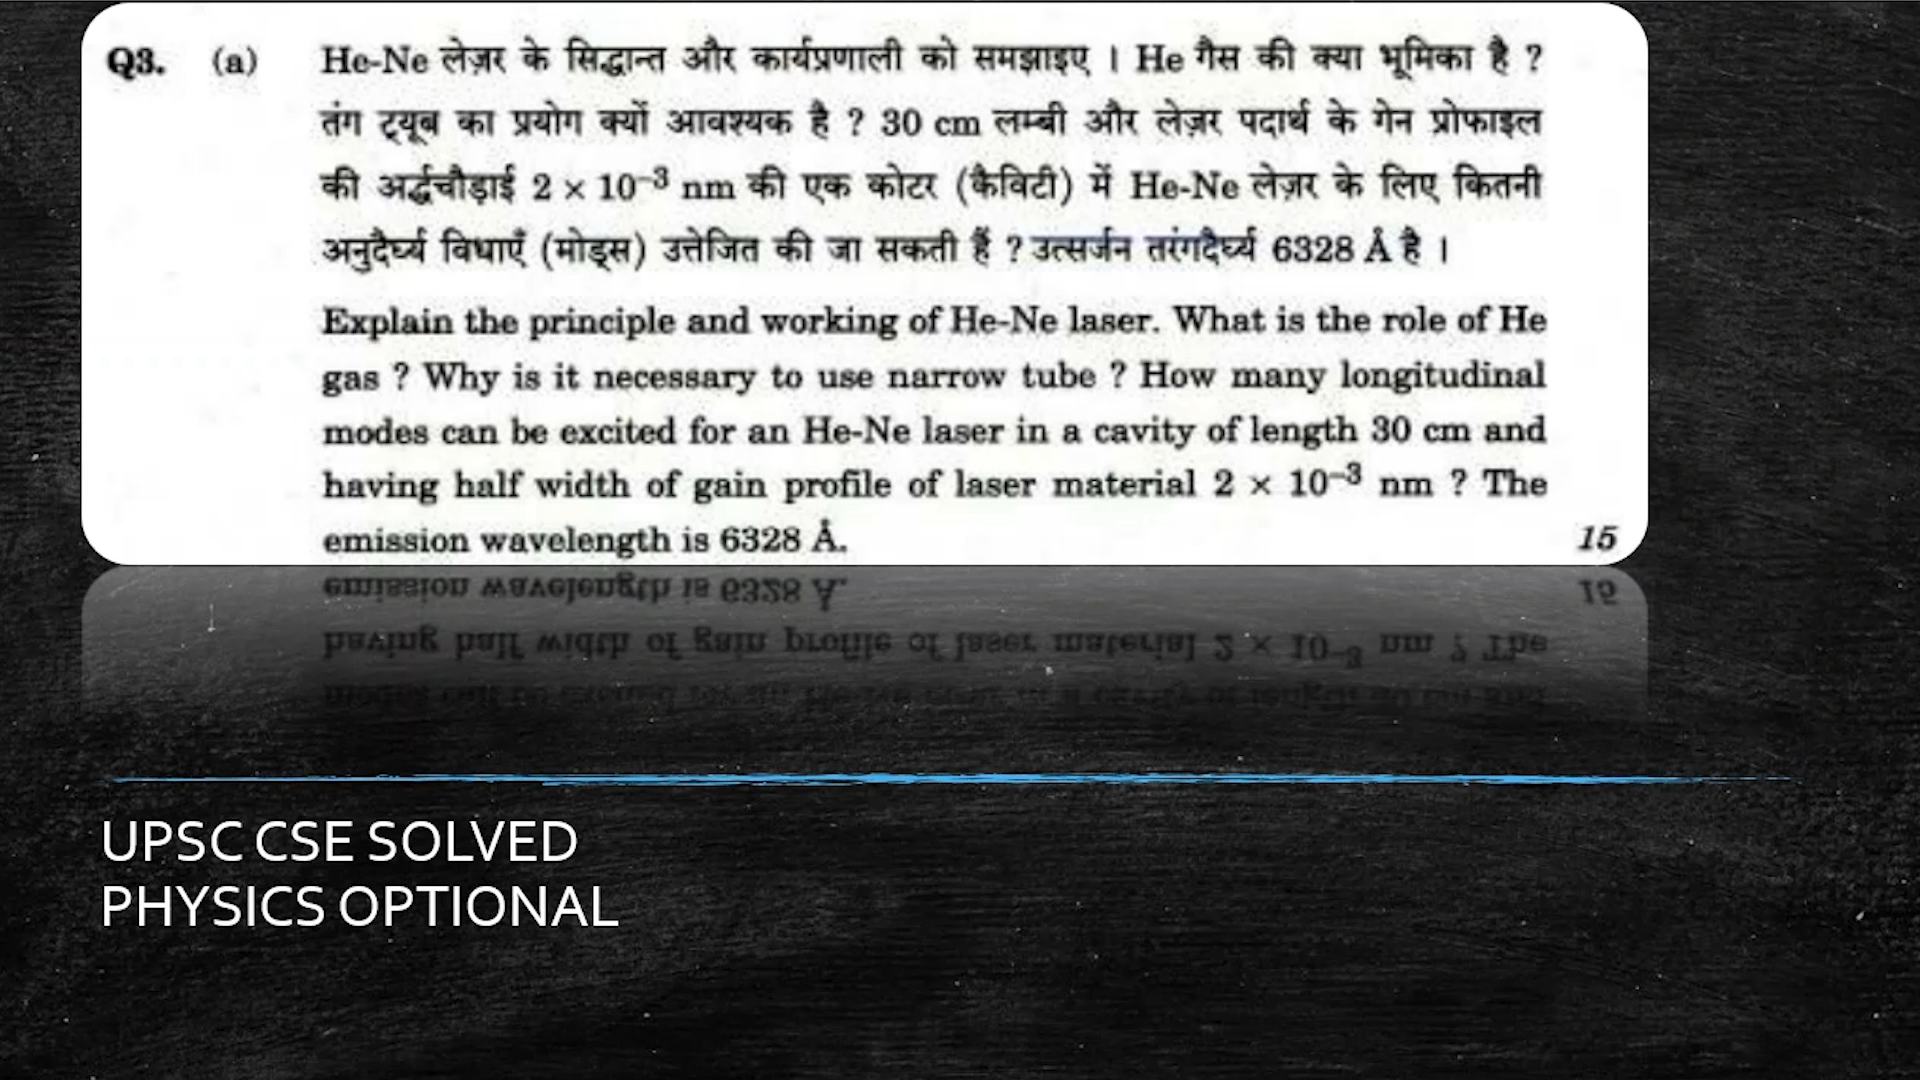 Q3. (a) He-Ne लेज़र के सिद्धान्त और कार्यप्रणाली को समझाइए । He गैस की क्या भूमिका है ?
तंग ट्यूब का प्रयोग क्यों आवश्यक है ? 30 cm लम्बी और लेज़र पदार्थ के गेन प्रोफाइल
की अर्द्धचौड़ाई 2 × 10⁻³ nm की एक कोटर (कैविटी) में He-Ne लेज़र के लिए कितनी
अनुदैर्घ्य विधाएँ (मोड्स) उत्तेजित की जा सकती हैं ? उत्सर्जन तरंगदैर्घ्य 6328 Å है ।
Explain the principle and working of He-Ne laser. What is the role of He
gas ? Why is it necessary to use narrow tube ? How many longitudinal
modes can be excited for an He-Ne laser in a cavity of length 30 cm and
having half width of gain profile of laser material 2 × 10⁻³ nm ? The
emission wavelength is 6328 Å. 15
UPSC CSE SOLVED
PHYSICS OPTIONAL